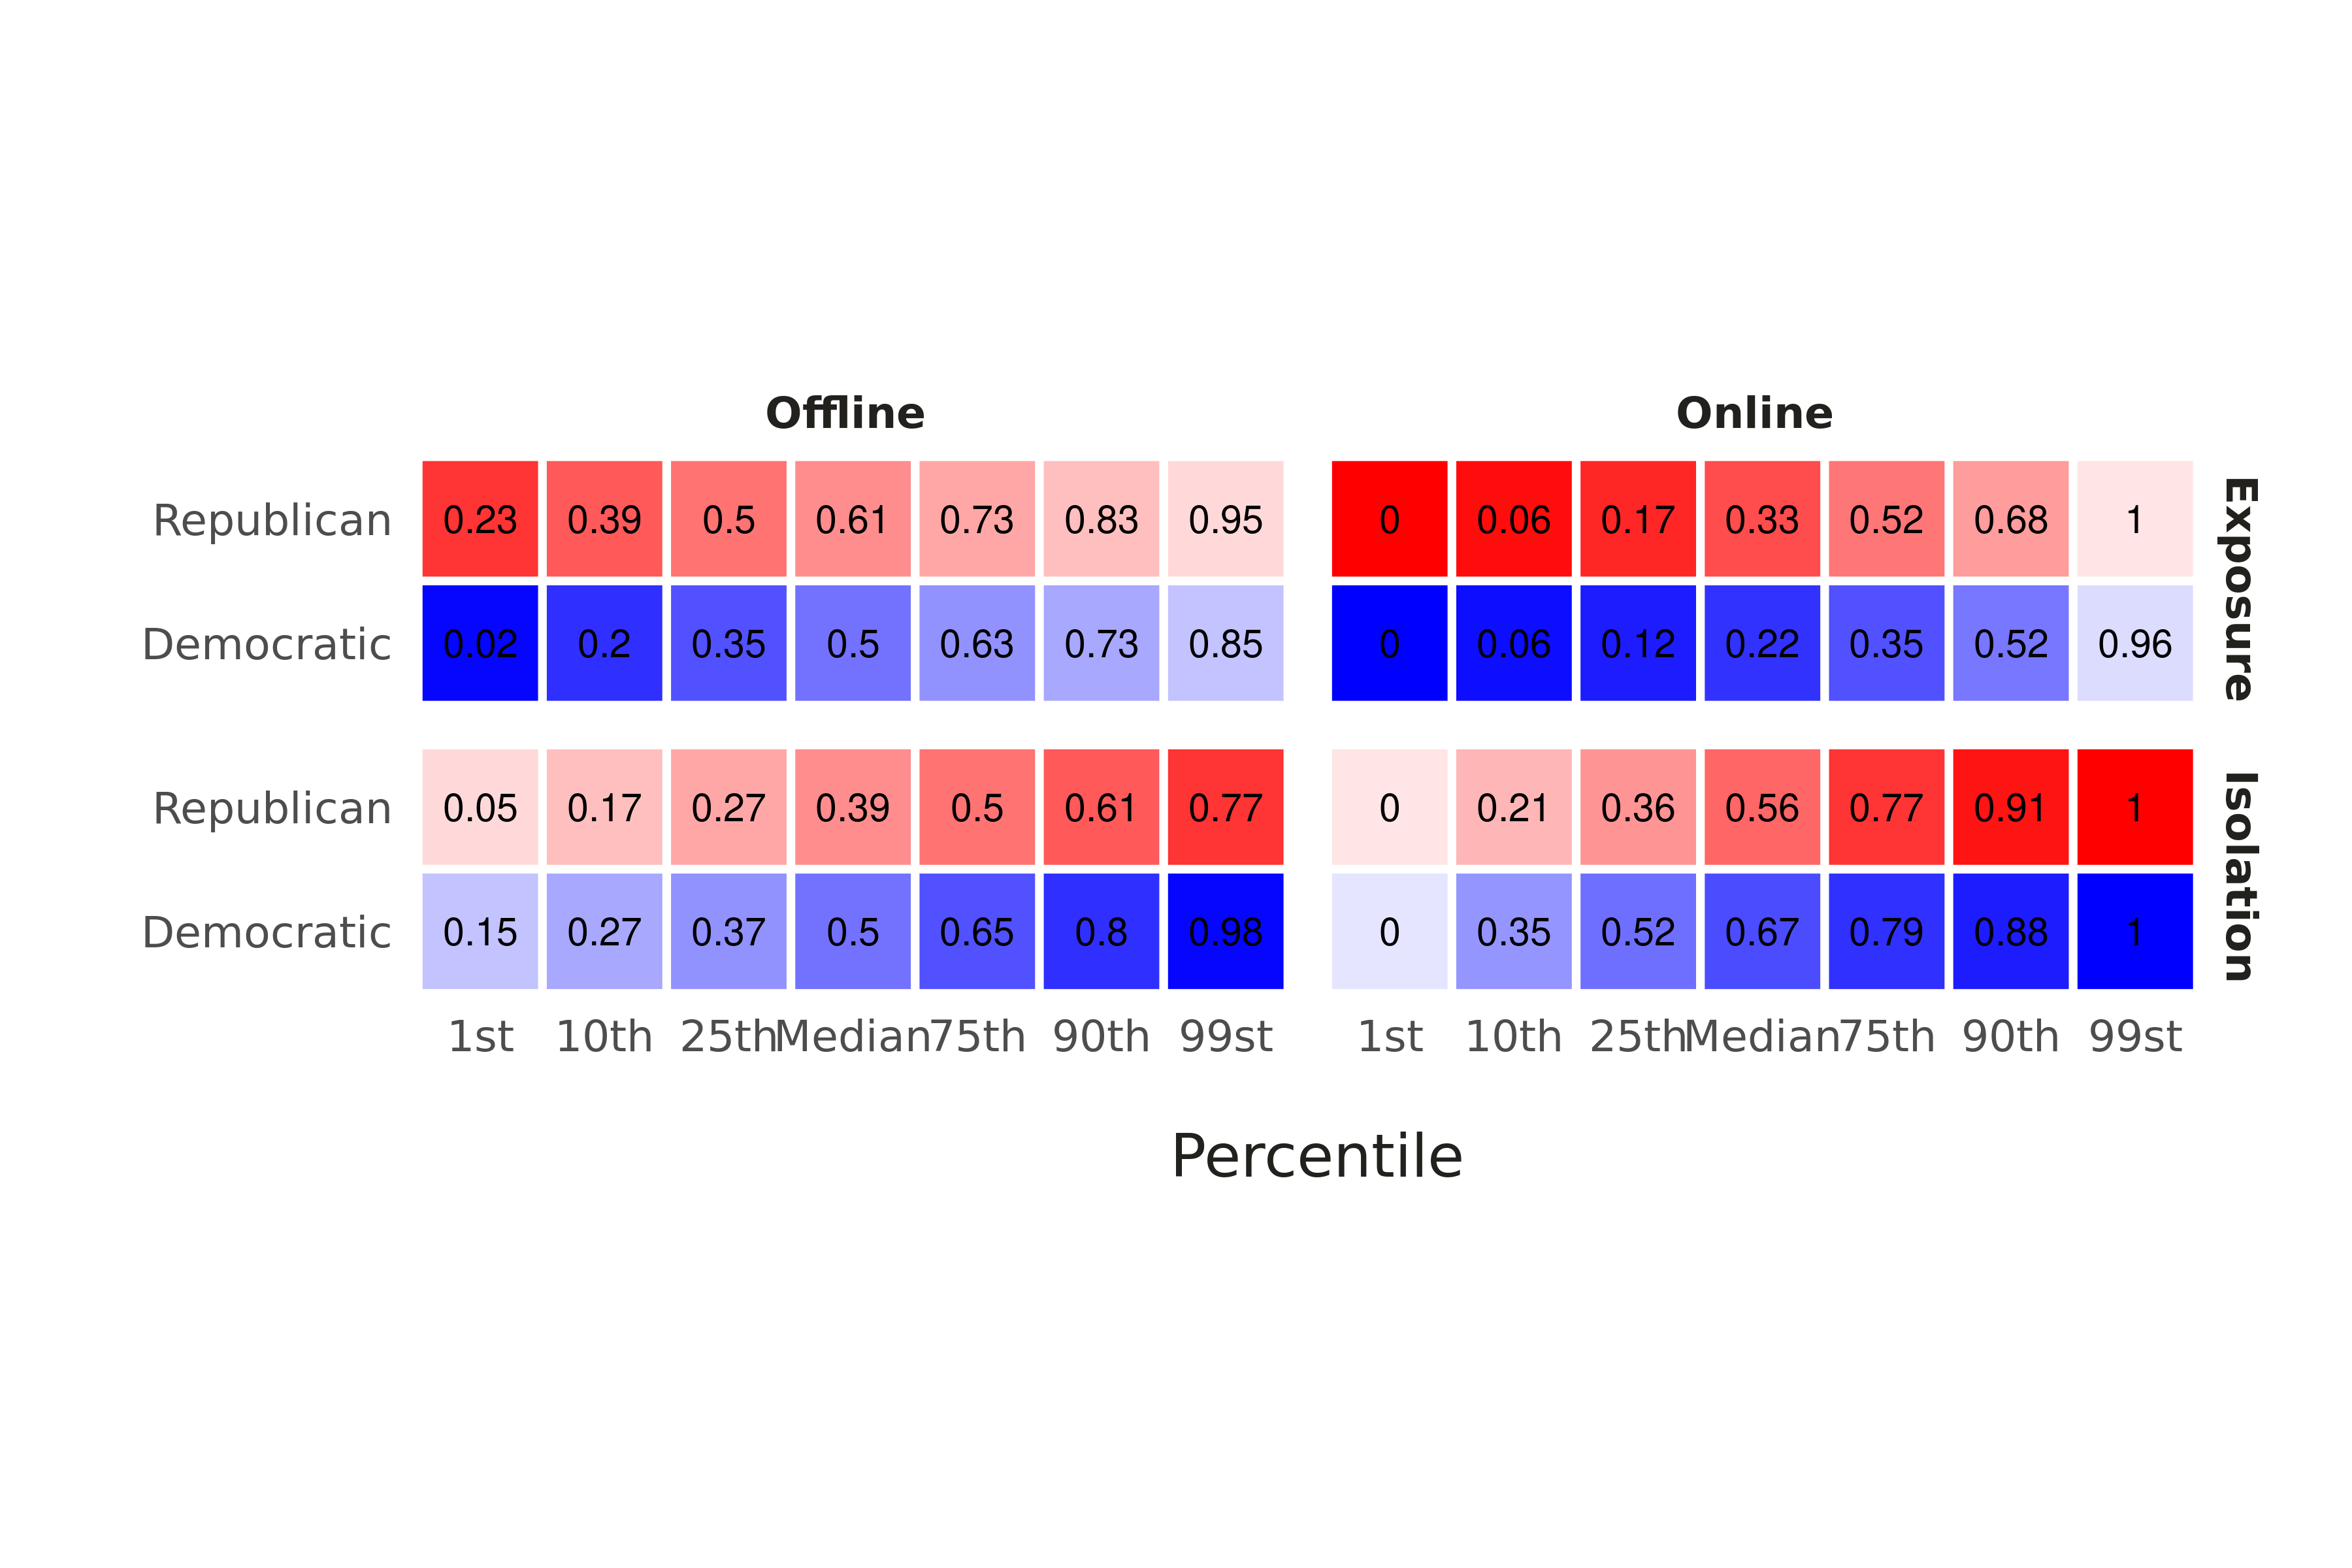 Offline Online
Republican 0.23 0.39 0.5 0.61 0.73 0.83 0.95 0 0.06 0.17 0.33 0.52 0.68 1
Democratic 0.02 0.2 0.35 0.5 0.63 0.73 0.85 0 0.06 0.12 0.22 0.35 0.52 0.96
Exposure
Republican 0.05 0.17 0.27 0.39 0.5 0.61 0.77 0 0.21 0.36 0.56 0.77 0.91 1
Democratic 0.15 0.27 0.37 0.5 0.65 0.8 0.98 0 0.35 0.52 0.67 0.79 0.88 1
Isolation
1st 10th 25th Median 75th 90th 99st 1st 10th 25th Median 75th 90th 99st
Percentile